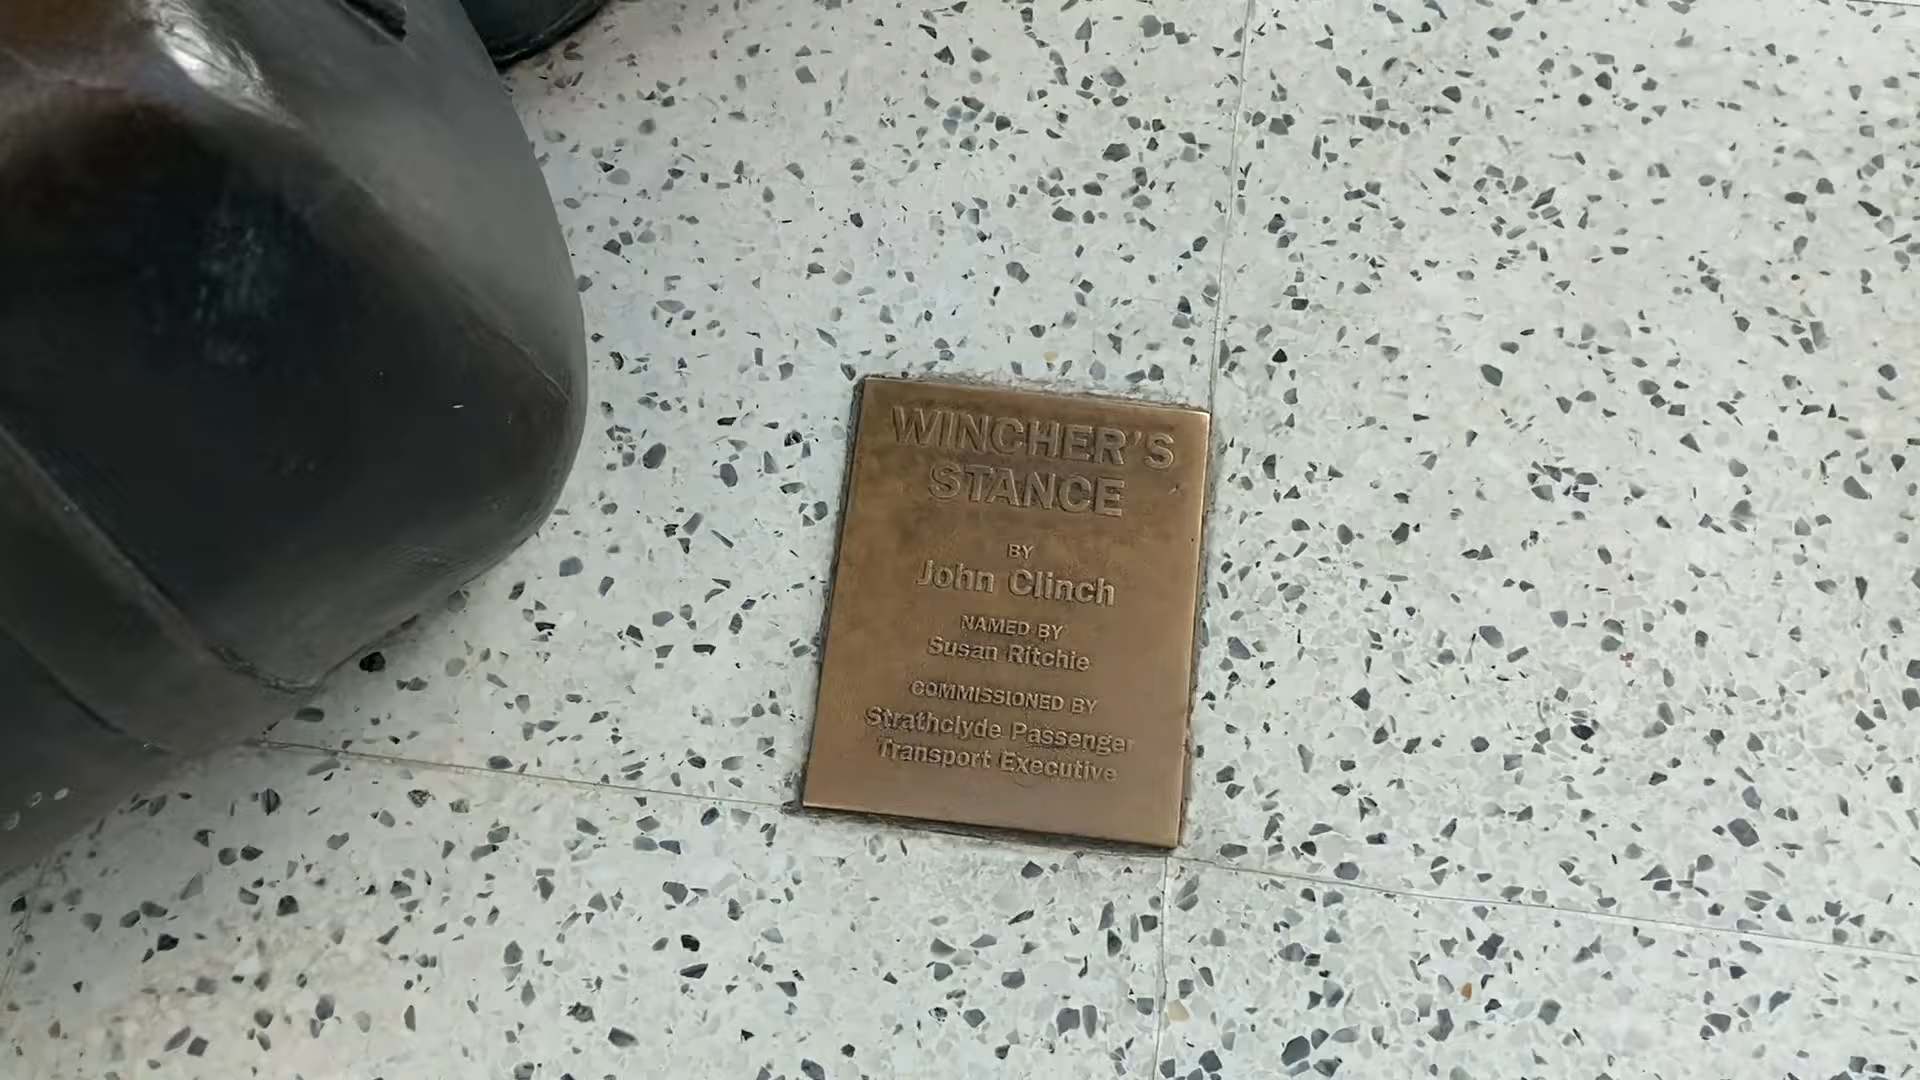 WINCHER'S
STANCE
BY
John Clinch
NAMED BY
Susan Ritchie
COMMISSIONED BY
Strathclyde Passenger
Transport Executive